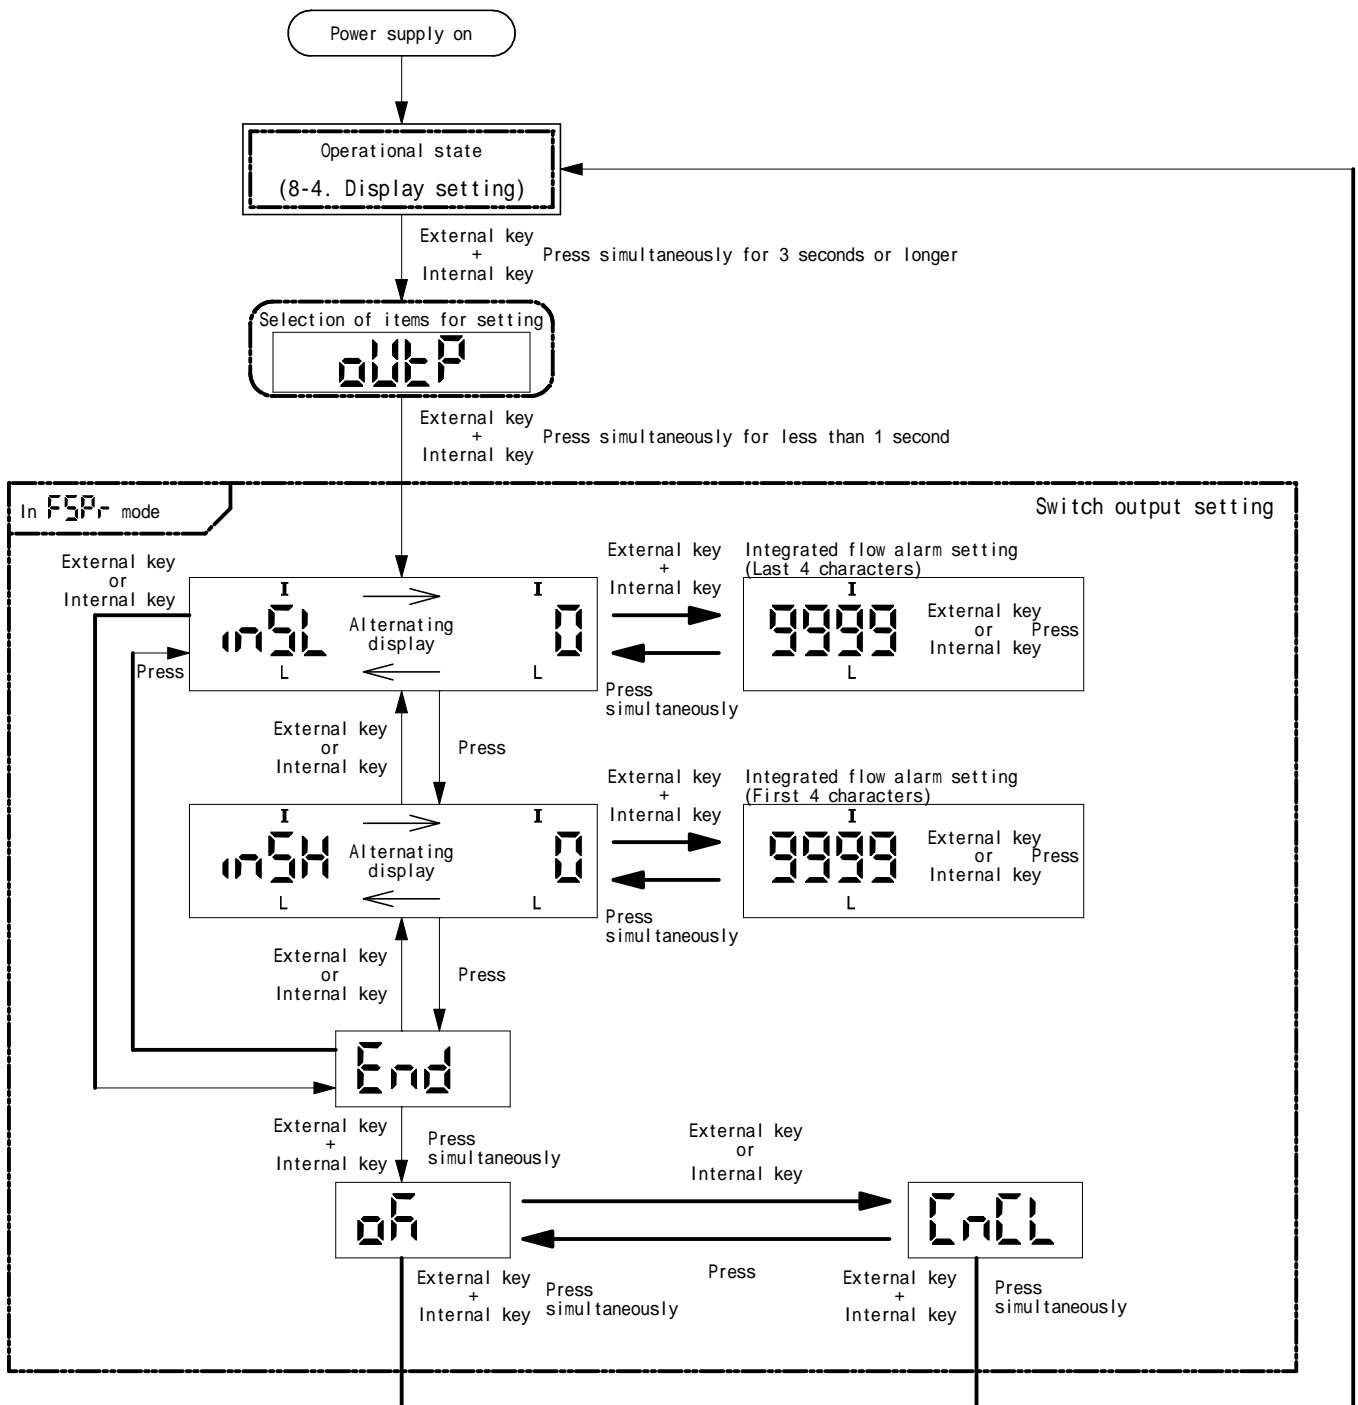 Power supply on
Operational state
(8-4. Display setting)
External key
+
Internal key
Press simultaneously for 3 seconds or longer
Selection of items for setting
oUtP
External key
+
Internal key
Press simultaneously for less than 1 second
In FSPr mode
Switch output setting
External key
or
Internal key
Press
I
inSL
L
Alternating
display
I
0
L
External key
+
Internal key
Press
simultaneously
Integrated flow alarm setting
(Last 4 characters)
I
9999
L
External key
or
Internal key
Press
External key
or
Internal key
Press
I
inSH
L
Alternating
display
I
0
L
External key
+
Internal key
Press
simultaneously
Integrated flow alarm setting
(First 4 characters)
I
9999
L
External key
or
Internal key
Press
External key
or
Internal key
Press
End
External key
+
Internal key
Press
simultaneously
External key
or
Internal key
oK
CnCL
Press
External key
+
Internal key
Press
simultaneously
External key
+
Internal key
Press
simultaneously